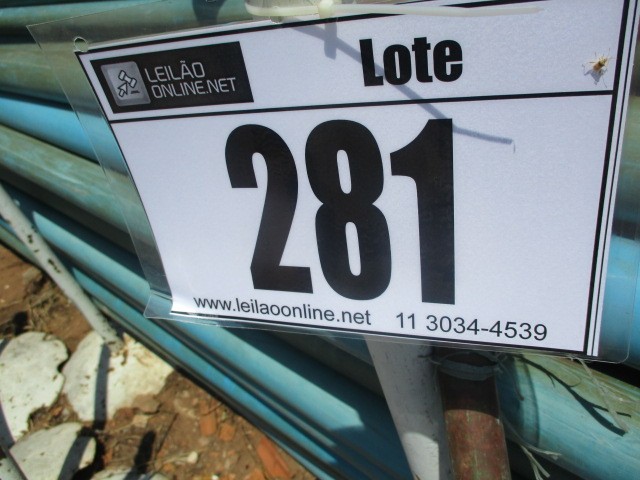 LEILÃO
ONLINE.NET
Lote
281
www.leilaoonline.net 11 3034-4539